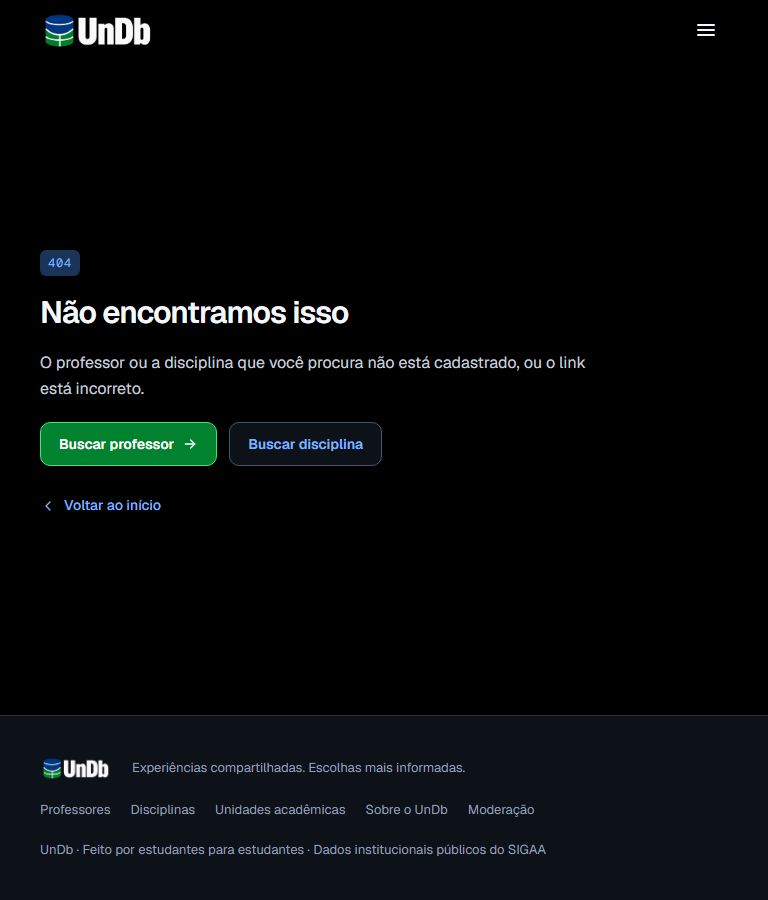 UnDb
404
Não encontramos isso
O professor ou a disciplina que você procura não está cadastrado, ou o link
está incorreto.
Buscar professor →
Buscar disciplina
Voltar ao início
UnDb
Experiências compartilhadas. Escolhas mais informadas.
Professores Disciplinas Unidades acadêmicas Sobre o UnDb Moderação
UnDb · Feito por estudantes para estudantes · Dados institucionais públicos do SIGAA